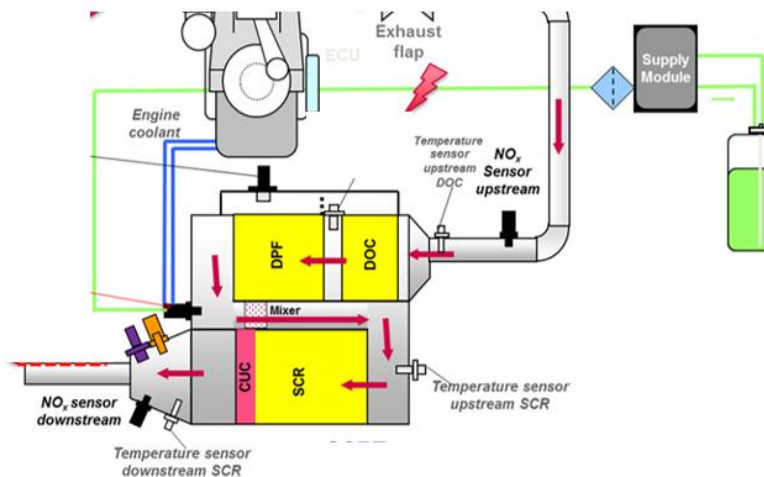 Exhaust
flap
ECU
Supply
Module
Engine
coolant
Temperature
sensor
upstream
DOC
NOx
Sensor
upstream
DPF
DOC
Mixer
CUC
SCR
Temperature sensor
upstream SCR
NOx sensor
downstream
Temperature sensor
downstream SCR